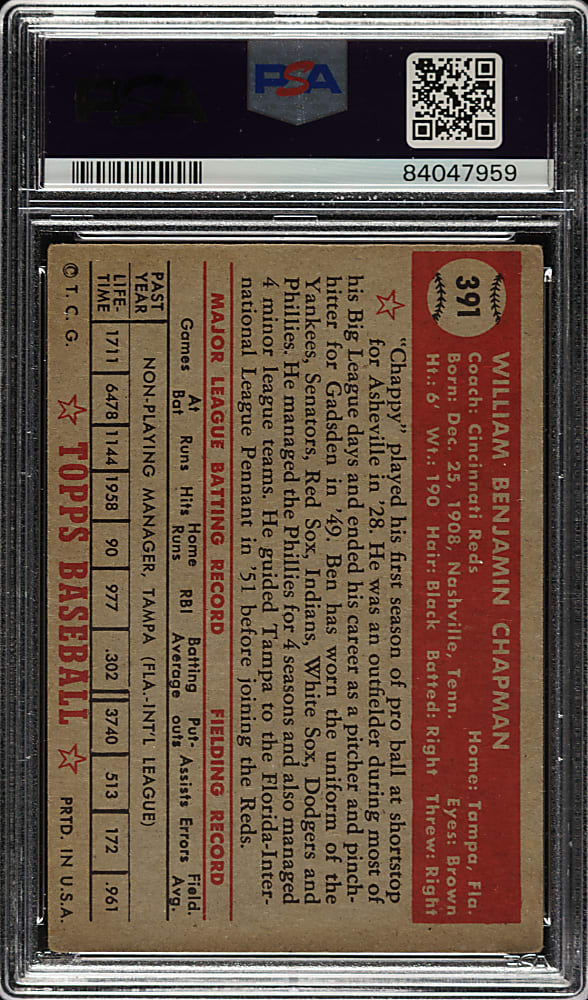 PSA
84047959
391
WILLIAM BENJAMIN CHAPMAN
Coach: Cincinnati Reds Home: Tampa, Fla.
Born: Dec. 25, 1908, Nashville, Tenn. Eyes: Brown
Ht.: 6' Wt.: 190 Hair: Black Batted: Right Threw: Right
"Chappy" played his first season of pro ball at shortstop
for Asheville in '28. He was an outfielder during most of
his Big League days and ended his career as a pitcher and pinch-
hitter for Gadsden in '49. Ben has worn the uniform of the
Yankees, Senators, Red Sox, Indians, White Sox, Dodgers and
Phillies. He managed the Phillies for 4 seasons and also managed
4 minor league teams. He guided Tampa to the Florida-Inter-
national League Pennant in '51 before joining the Reds.
MAJOR LEAGUE BATTING RECORD FIELDING RECORD
Games At Bat Runs Hits Home Runs RBI Batting Average Put-outs Assists Errors Field. Avg.
PAST YEAR NON-PLAYING MANAGER, TAMPA (FLA.-INT'L LEAGUE)
LIFE-TIME 1711 6478 1144 1958 90 977 .302 3740 513 172 .961
© T. C. G. TOPPS BASEBALL PRTD. IN U.S.A.
PSA